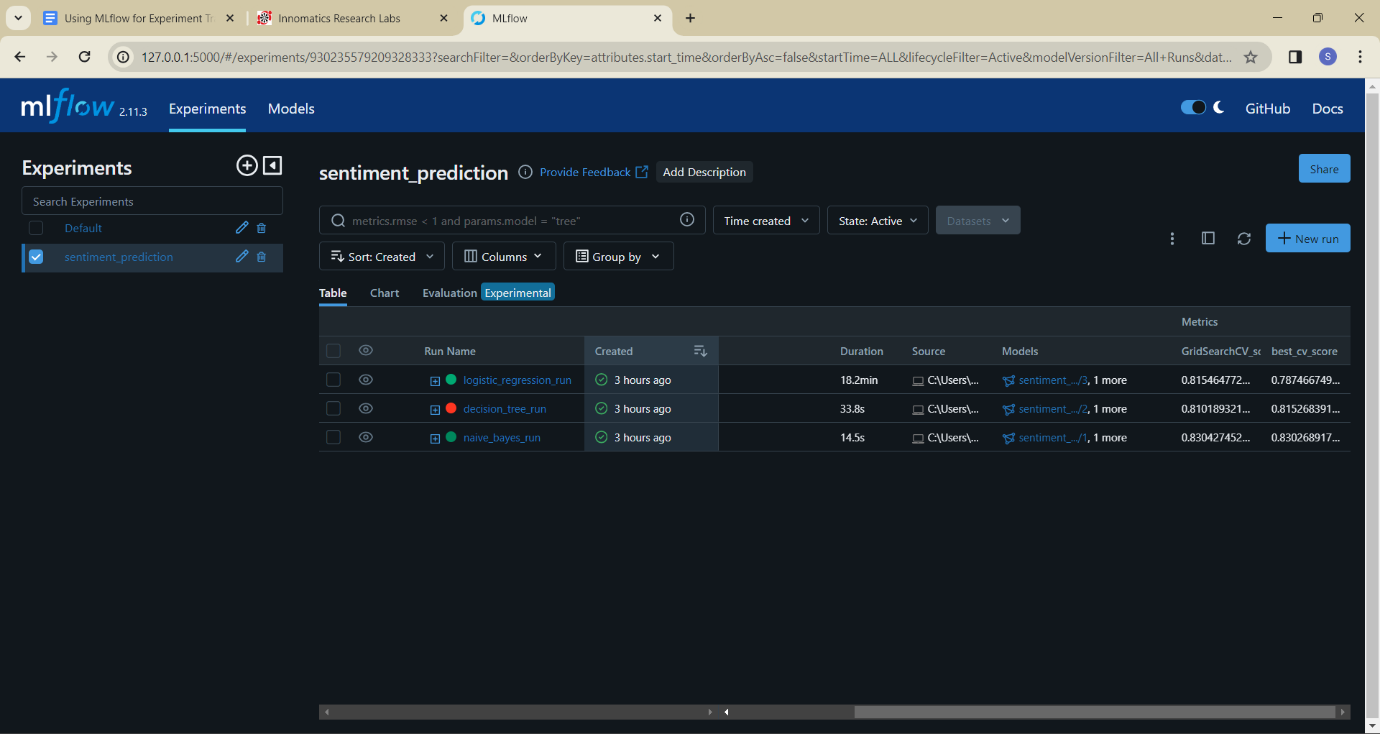 Using MLflow for Experiment Tr
Innomatics Research Labs
MLflow
127.0.0.1:5000/#/experiments/930235579209328333?searchFilter=&orderByKey=attributes.start_time&orderByAsc=false&startTime=ALL&lifecycleFilter=Active&modelVersionFilter=All+Runs&dat...
S
mlflow 2.11.3 Experiments Models GitHub Docs
Experiments
Search Experiments
Default
sentiment_prediction
sentiment_prediction Provide Feedback Add Description Share
metrics.rmse < 1 and params.model = "tree" Time created State: Active Datasets
New run
Sort: Created Columns Group by
Table Chart Evaluation Experimental
Metrics
Run Name Created Duration Source Models GridSearchCV_sc best_cv_score
logistic_regression_run 3 hours ago 18.2min C:\Users\... sentiment_.../3, 1 more 0.815464772... 0.787466749...
decision_tree_run 3 hours ago 33.8s C:\Users\... sentiment_.../2, 1 more 0.810189321... 0.815268391...
naive_bayes_run 3 hours ago 14.5s C:\Users\... sentiment_.../1, 1 more 0.830427452... 0.830268917...